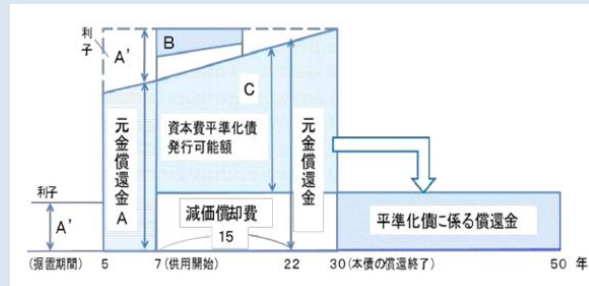 利子
A'
B
C
元金償還金A
資本費平準化債
発行可能額
元金償還金
利子
A'
減価償却費
15
平準化債に係る償還金
(据置期間) 5 7(供用開始) 22 30(本債の償還終了) 50 年